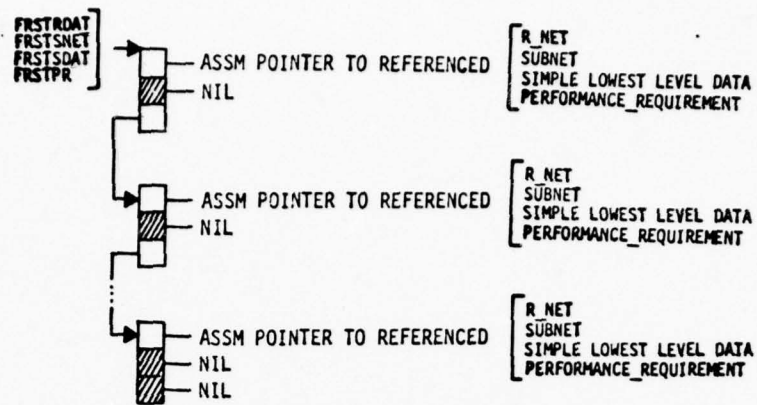 FRSTRDAT
FRSTSNET
FRSTSDAT
FRSTPR
ASSM POINTER TO REFERENCED
NIL
R_NET
SUBNET
SIMPLE LOWEST LEVEL DATA
PERFORMANCE_REQUIREMENT
ASSM POINTER TO REFERENCED
NIL
R_NET
SUBNET
SIMPLE LOWEST LEVEL DATA
PERFORMANCE_REQUIREMENT
ASSM POINTER TO REFERENCED
NIL
NIL
R_NET
SUBNET
SIMPLE LOWEST LEVEL DATA
PERFORMANCE_REQUIREMENT